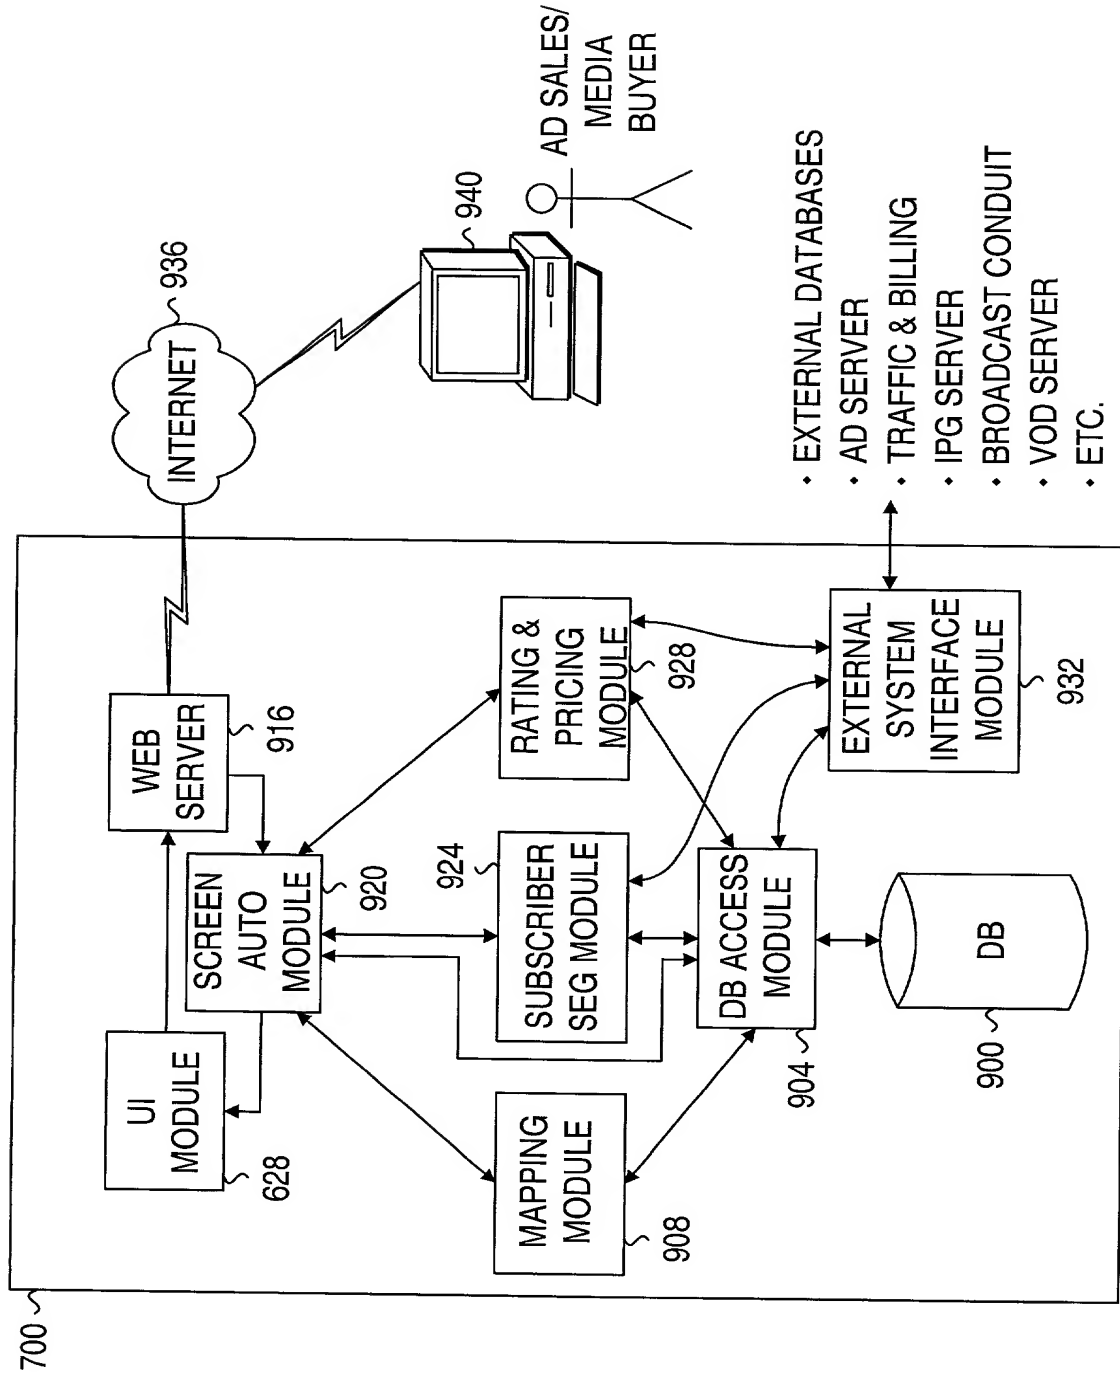 700
UI
MODULE
628
WEB
SERVER
916
INTERNET
936
SCREEN
AUTO
MODULE
920
940
AD SALES/
MEDIA
BUYER
MAPPING
MODULE
908
SUBSCRIBER
SEG MODULE
924
RATING &
PRICING
MODULE
928
DB ACCESS
MODULE
904
EXTERNAL
SYSTEM
INTERFACE
MODULE
932
DB
900
• EXTERNAL DATABASES
• AD SERVER
• TRAFFIC & BILLING
• IPG SERVER
• BROADCAST CONDUIT
• VOD SERVER
• ETC.